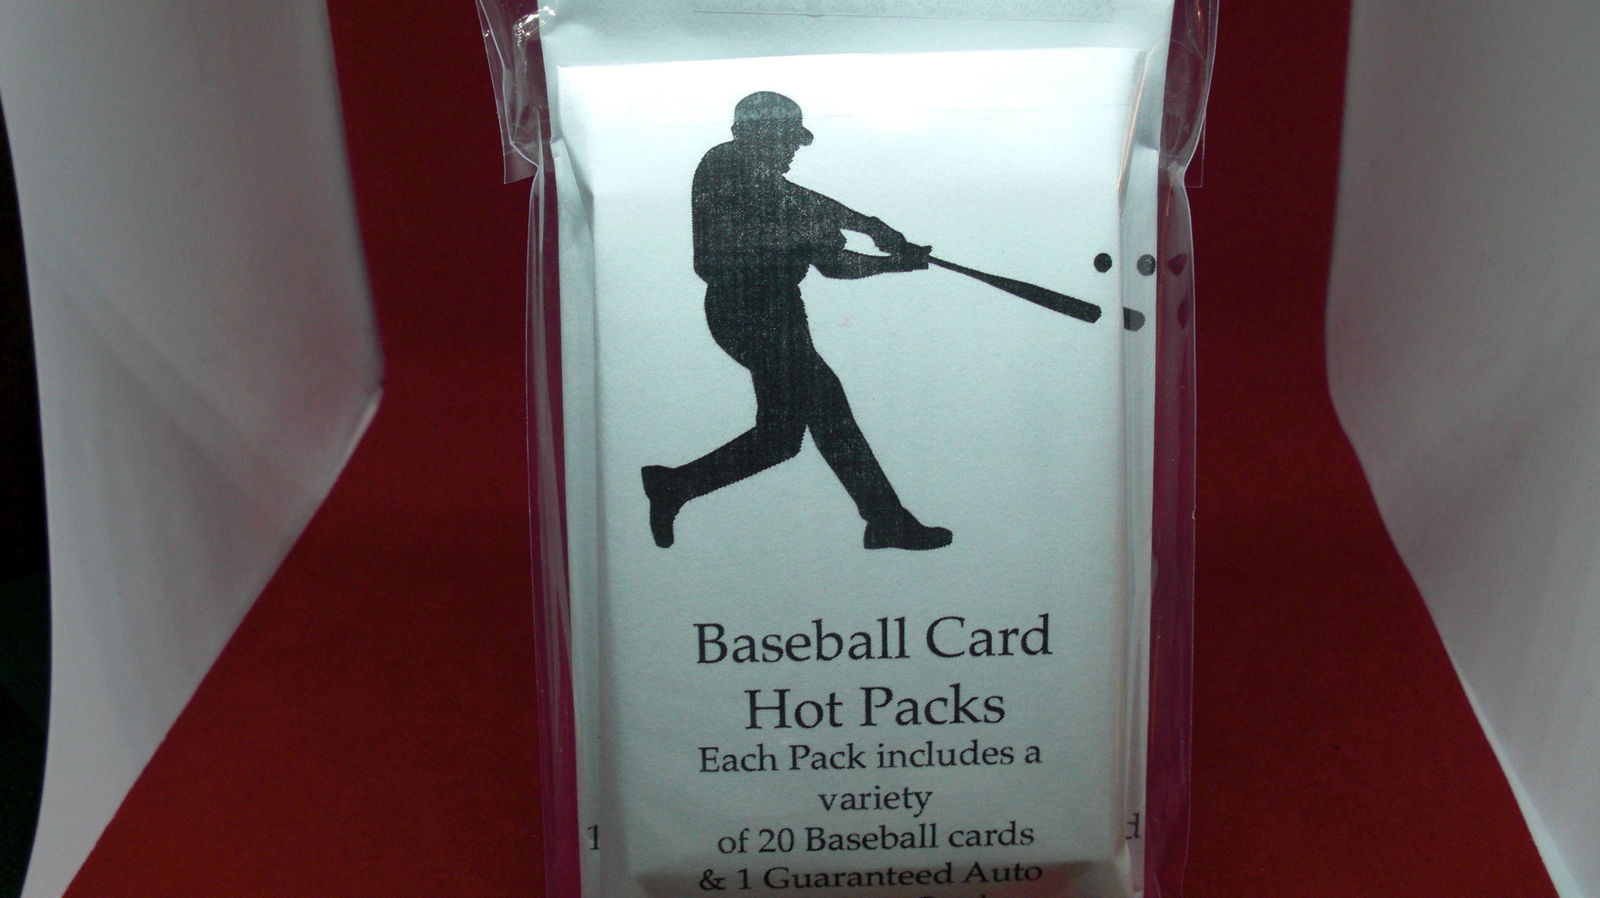 Baseball Card
Hot Packs
Each Pack includes a
variety
of 20 Baseball cards
& 1 Guaranteed Auto